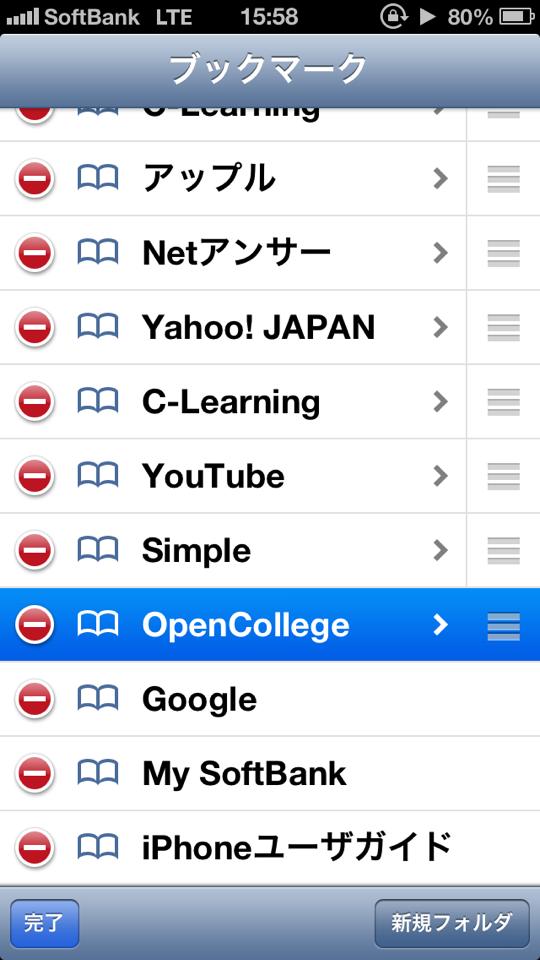 SoftBank LTE 15:58 80%
ブックマーク
C-Learning
アップル
Netアンサー
Yahoo! JAPAN
C-Learning
YouTube
Simple
OpenCollege
Google
My SoftBank
iPhoneユーザガイド
完了 新規フォルダ